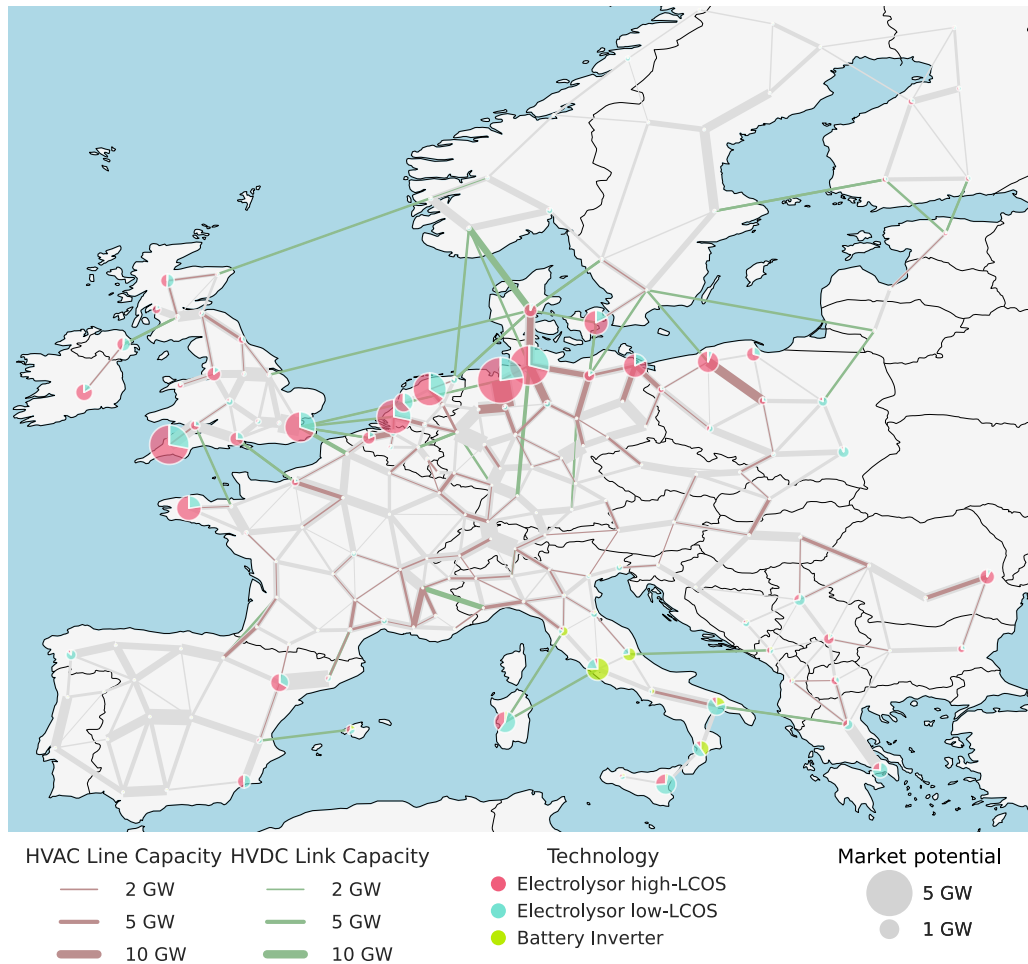 HVAC Line Capacity
2 GW
5 GW
10 GW
HVDC Link Capacity
2 GW
5 GW
10 GW
Technology
Electrolysor high-LCOS
Electrolysor low-LCOS
Battery Inverter
Market potential
5 GW
1 GW